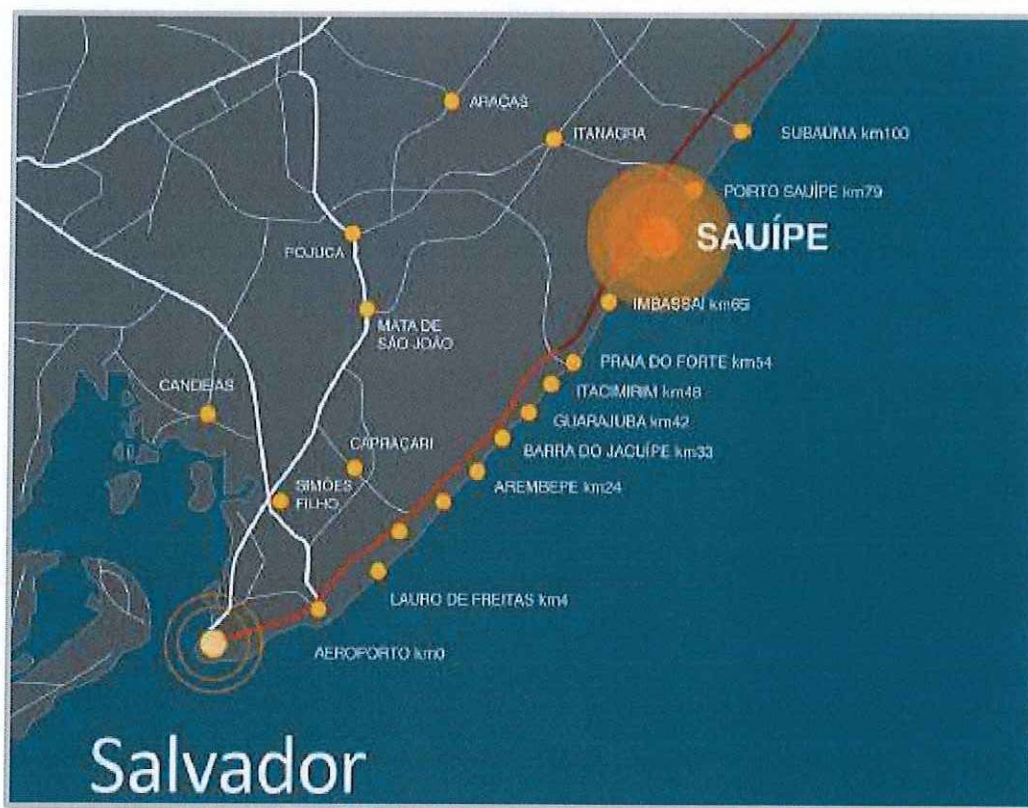 ARAÇAS
ITANAGRA
SUBAÚMA km100
PORTO SAUÍPE km79
SAUÍPE
POJUCA
IMBASSAÍ km65
MATA DE
SÃO JOÃO
PRAIA DO FORTE km54
ITACIMIRIM km48
CANDEIAS
GUARAJUBA km42
BARRA DO JACUÍPE km33
CAPRAÇARI
AREMBEPE km24
SIMÕES
FILHO
LAURO DE FREITAS km4
AEROPORTO km0
Salvador